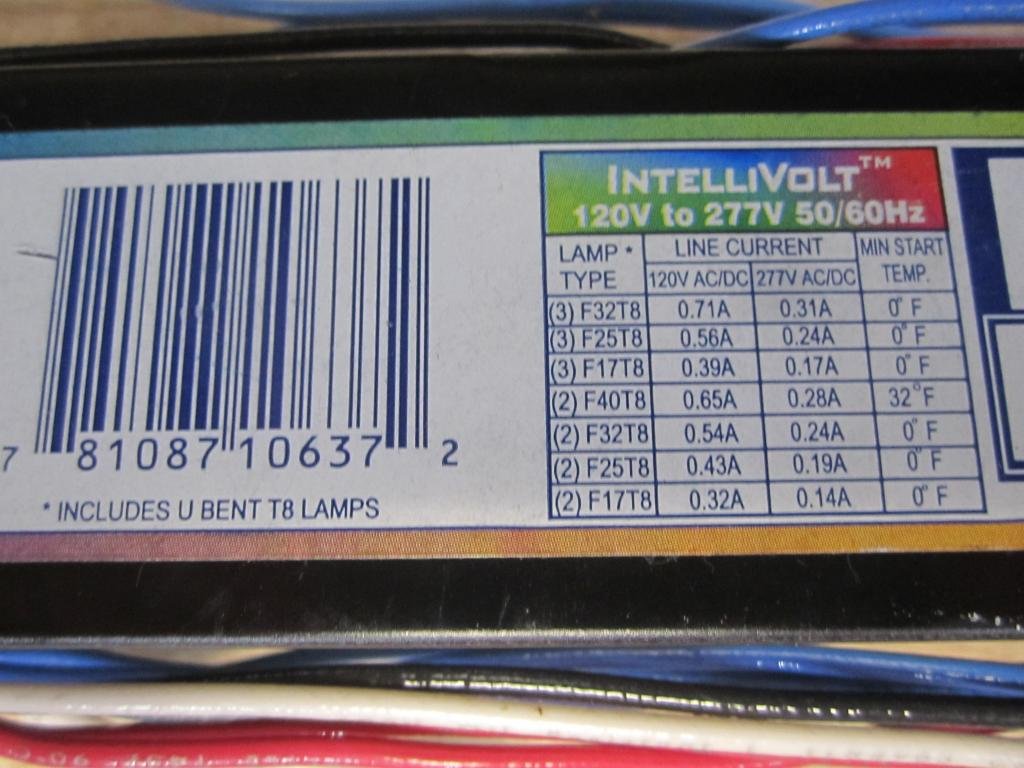 7 81087 10637 2
* INCLUDES U BENT T8 LAMPS
INTELLIVOLT™
120V to 277V 50/60Hz
LAMP * TYPE LINE CURRENT MIN START TEMP.
120V AC/DC 277V AC/DC
(3) F32T8 0.71A 0.31A 0° F
(3) F25T8 0.56A 0.24A 0° F
(3) F17T8 0.39A 0.17A 0° F
(2) F40T8 0.65A 0.28A 32°F
(2) F32T8 0.54A 0.24A 0° F
(2) F25T8 0.43A 0.19A 0° F
(2) F17T8 0.32A 0.14A 0° F